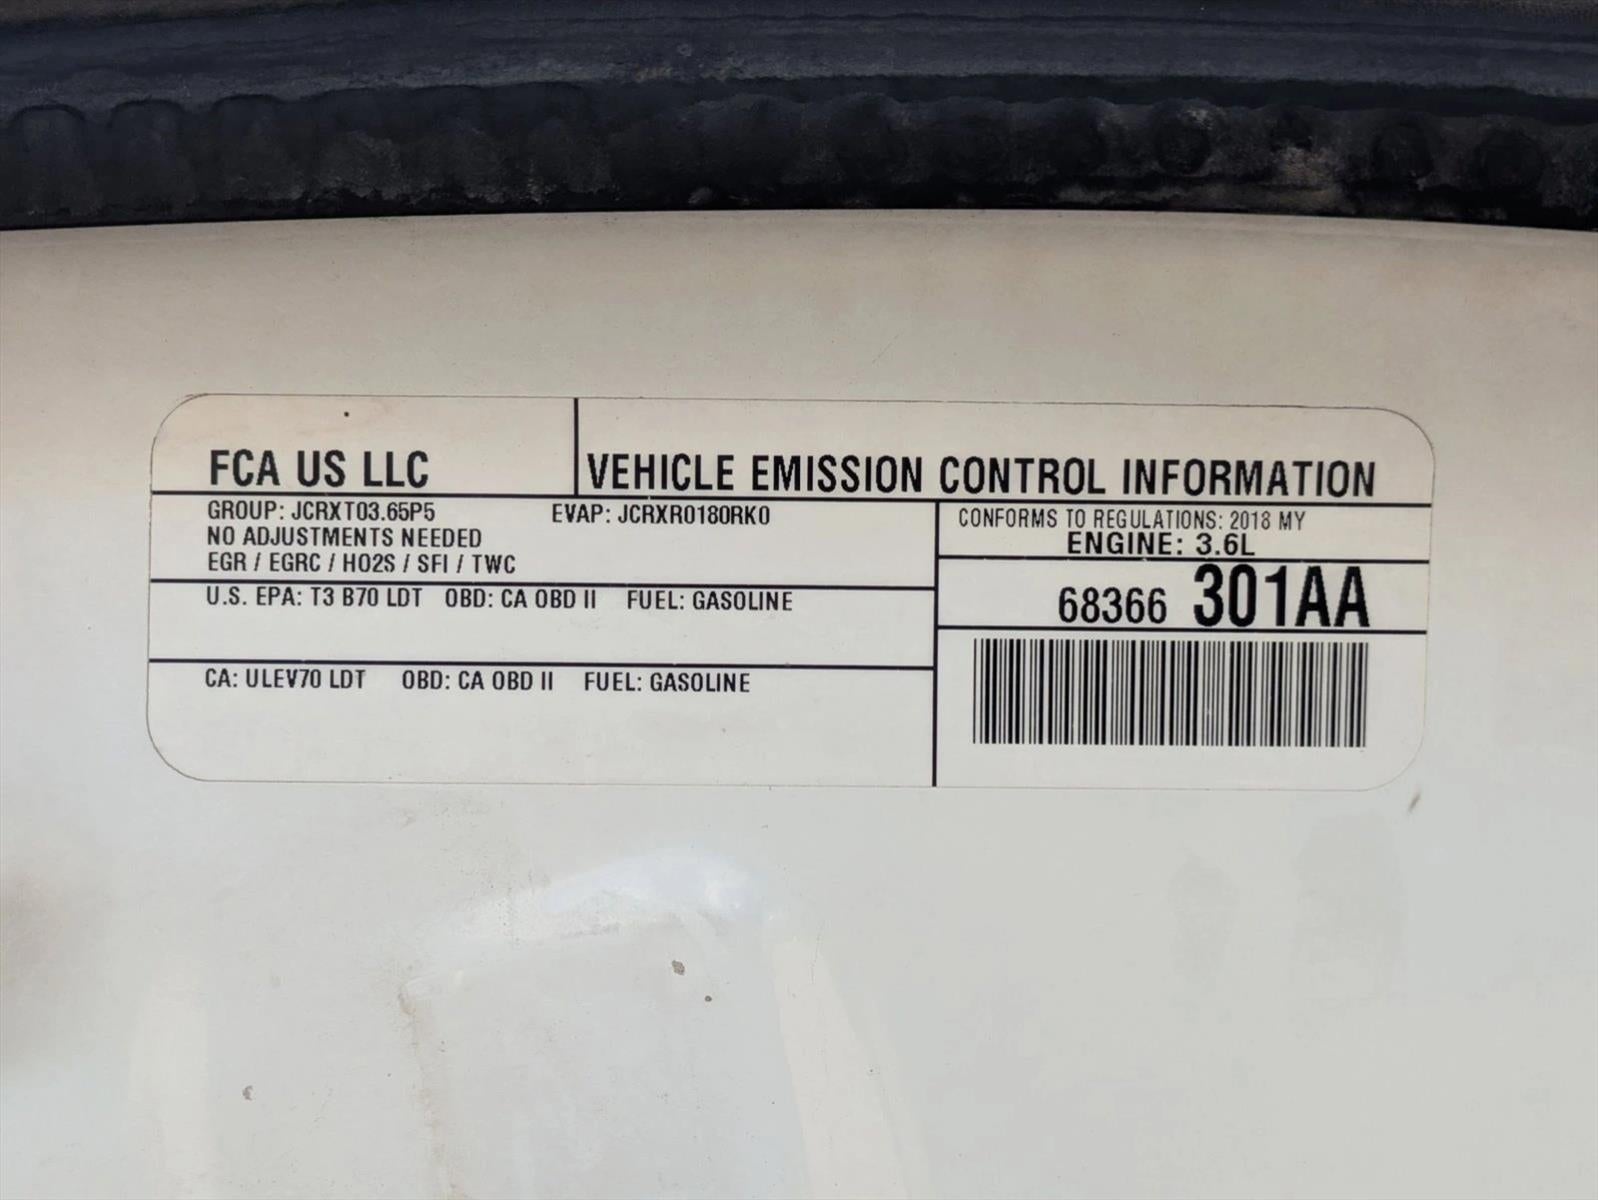 FCA US LLC
VEHICLE EMISSION CONTROL INFORMATION
GROUP: JCRXT03.65P5 EVAP: JCRXR0180RK0
NO ADJUSTMENTS NEEDED
EGR / EGRC / HO2S / SFI / TWC
U.S. EPA: T3 B70 LDT OBD: CA OBD II FUEL: GASOLINE
CA: ULEV70 LDT OBD: CA OBD II FUEL: GASOLINE
CONFORMS TO REGULATIONS: 2018 MY
ENGINE: 3.6L
68366 301AA